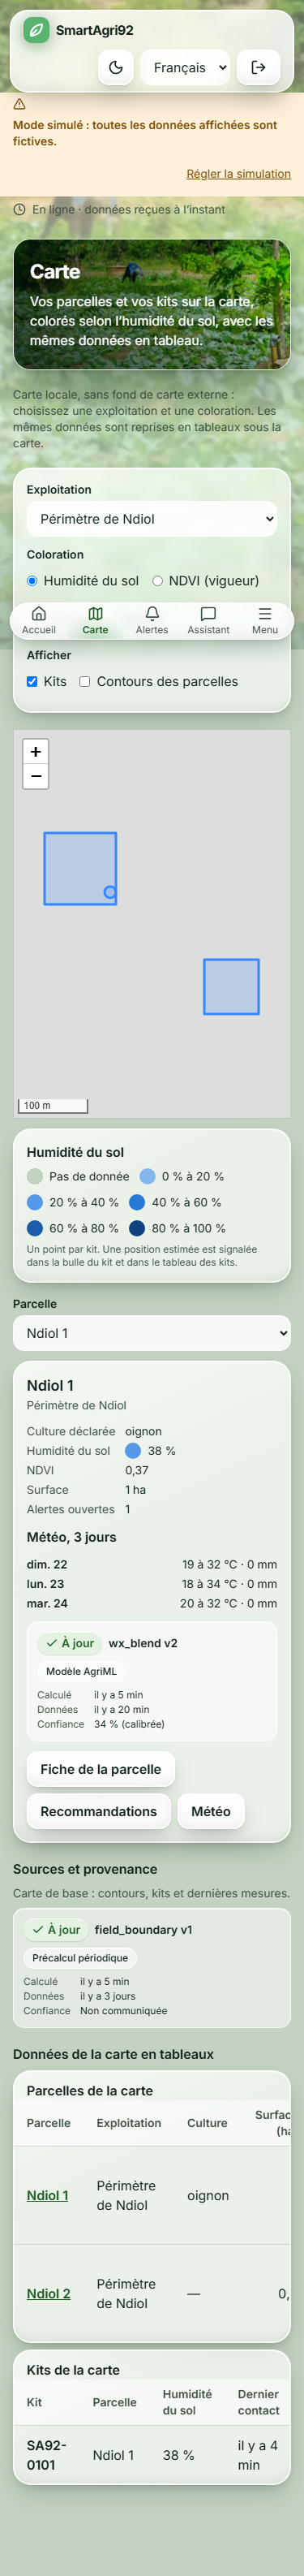 SmartAgri92
Français
Mode simulé : toutes les données affichées sont
fictives.
Régler la simulation
En ligne · données reçues à l'instant
Carte
Vos parcelles et vos kits sur la carte,
colorés selon l'humidité du sol, avec les
mêmes données en tableau.
Carte locale, sans fond de carte externe :
choisissez une exploitation et une coloration. Les
mêmes données sont reprises en tableaux sous la
carte.
Exploitation
Périmètre de Ndiol
Coloration
Humidité du sol NDVI (vigueur)
Accueil Carte Alertes Assistant Menu
Afficher
Kits Contours des parcelles
+
−
100 m
Humidité du sol
Pas de donnée 0 % à 20 %
20 % à 40 % 40 % à 60 %
60 % à 80 % 80 % à 100 %
Un point par kit. Une position estimée est signalée
dans la bulle du kit et dans le tableau des kits.
Parcelle
Ndiol 1
Ndiol 1
Périmètre de Ndiol
Culture déclarée oignon
Humidité du sol 38 %
NDVI 0,37
Surface 1 ha
Alertes ouvertes 1
Météo, 3 jours
dim. 22 19 à 32 °C · 0 mm
lun. 23 18 à 34 °C · 0 mm
mar. 24 20 à 32 °C · 0 mm
À jour wx_blend v2
Modèle AgriML
Calculé il y a 5 min
Données il y a 20 min
Confiance 34 % (calibrée)
Fiche de la parcelle
Recommandations Météo
Sources et provenance
Carte de base : contours, kits et dernières mesures.
À jour field_boundary v1
Précalcul périodique
Calculé il y a 5 min
Données il y a 3 jours
Confiance Non communiquée
Données de la carte en tableaux
Parcelles de la carte
Parcelle Exploitation Culture Surfac
(ha
Ndiol 1 Périmètre
de Ndiol oignon
Ndiol 2 Périmètre
de Ndiol — 0,
Kits de la carte
Kit Parcelle Humidité
du sol Dernier
contact
SA92-
0101 Ndiol 1 38 % il y a 4
min